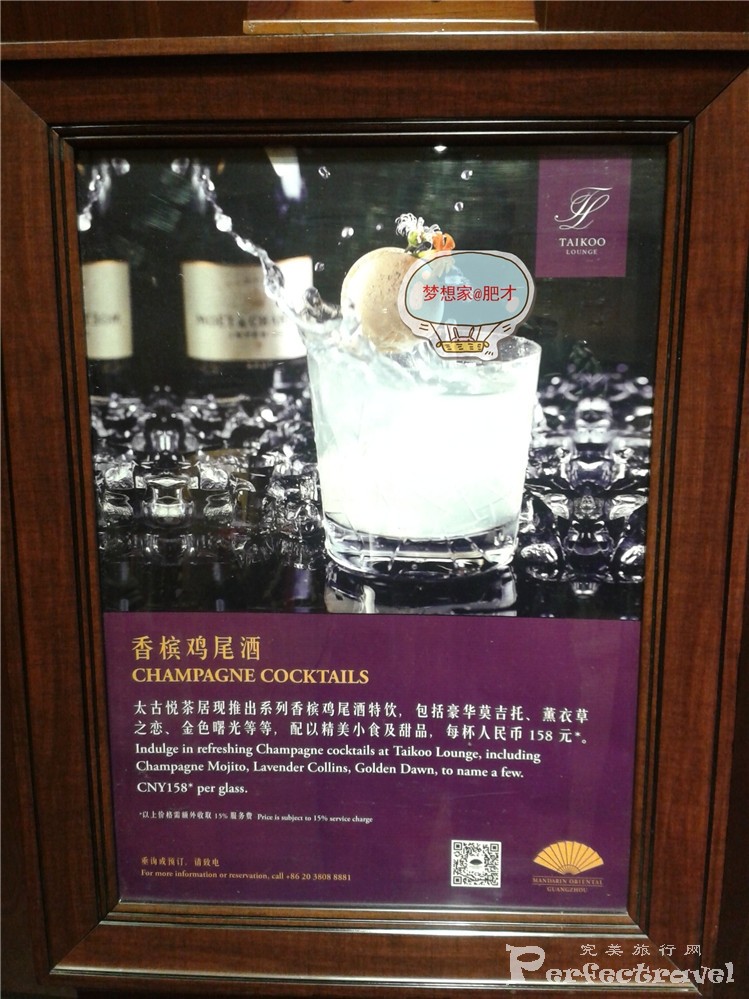 TL
TAIKOO
LOUNGE
梦想家@肥才
香槟鸡尾酒
CHAMPAGNE COCKTAILS
太古悦茶居现推出系列香槟鸡尾酒特饮，包括豪华莫吉托、薰衣草
之恋、金色曙光等等，配以精美小食及甜品，每杯人民币 158 元*。
Indulge in refreshing Champagne cocktails at Taikoo Lounge, including
Champagne Mojito, Lavender Collins, Golden Dawn, to name a few.
CNY158* per glass.
*以上价格需额外收取 15% 服务费 Price is subject to 15% service charge
垂询或预订，请致电
For more information or reservation, call +86 20 3808 8881
MANDARIN ORIENTAL
GUANGZHOU
完美旅行网
Perfectravel